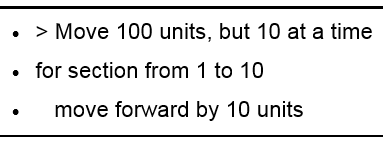 • > Move 100 units, but 10 at a time
• for section from 1 to 10
•    move forward by 10 units